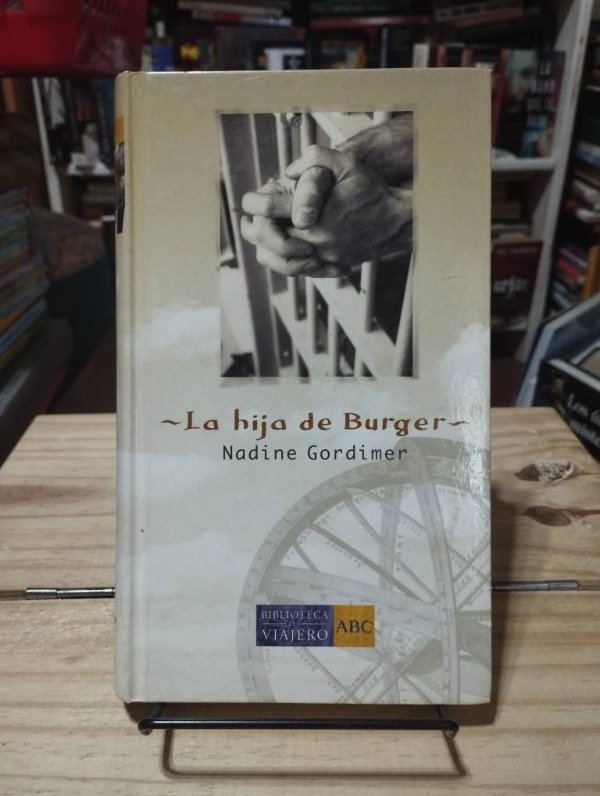 ~La hija de Burger~
Nadine Gordimer
BIBLIOTECA
VIAJERO
ABC